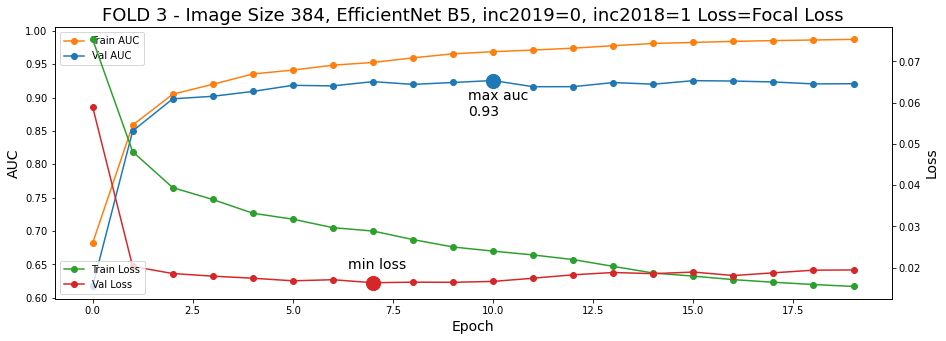 FOLD 3 - Image Size 384, EfficientNet B5, inc2019=0, inc2018=1 Loss=Focal Loss
Train AUC
Val AUC
max auc
0.93
min loss
Train Loss
Val Loss
AUC
1.00
0.95
0.90
0.85
0.80
0.75
0.70
0.65
0.60
Loss
0.07
0.06
0.05
0.04
0.03
0.02
0.0
2.5
5.0
7.5
10.0
12.5
15.0
17.5
Epoch